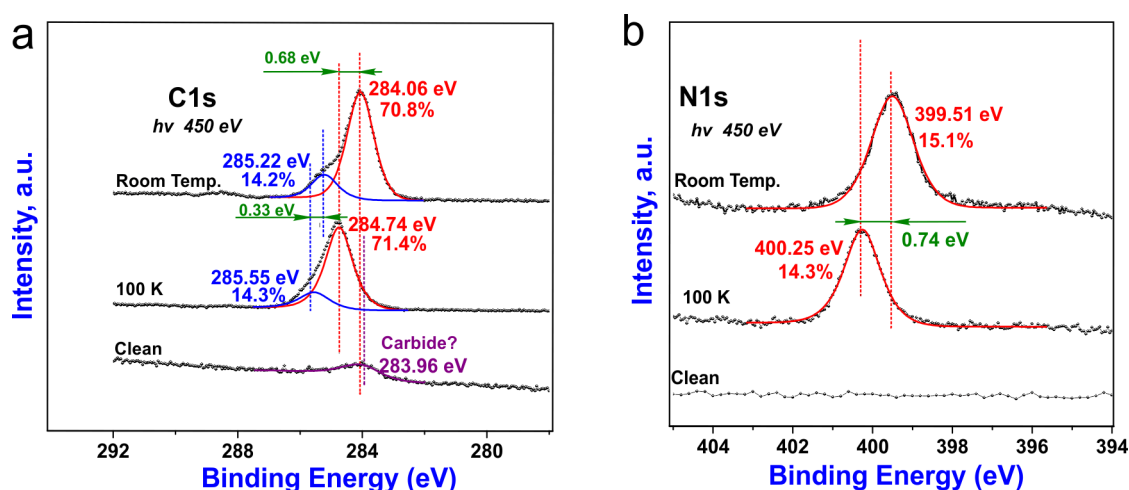 a
C1s
hν 450 eV
0.68 eV
284.06 eV
70.8%
285.22 eV
14.2%
Room Temp.
0.33 eV
284.74 eV
71.4%
285.55 eV
14.3%
100 K
Clean
Carbide?
283.96 eV
Intensity, a.u.
292
288
284
280
Binding Energy (eV)
b
N1s
hν 450 eV
399.51 eV
15.1%
Room Temp.
0.74 eV
400.25 eV
14.3%
100 K
Clean
Intensity, a.u.
404
402
400
398
396
394
Binding Energy (eV)